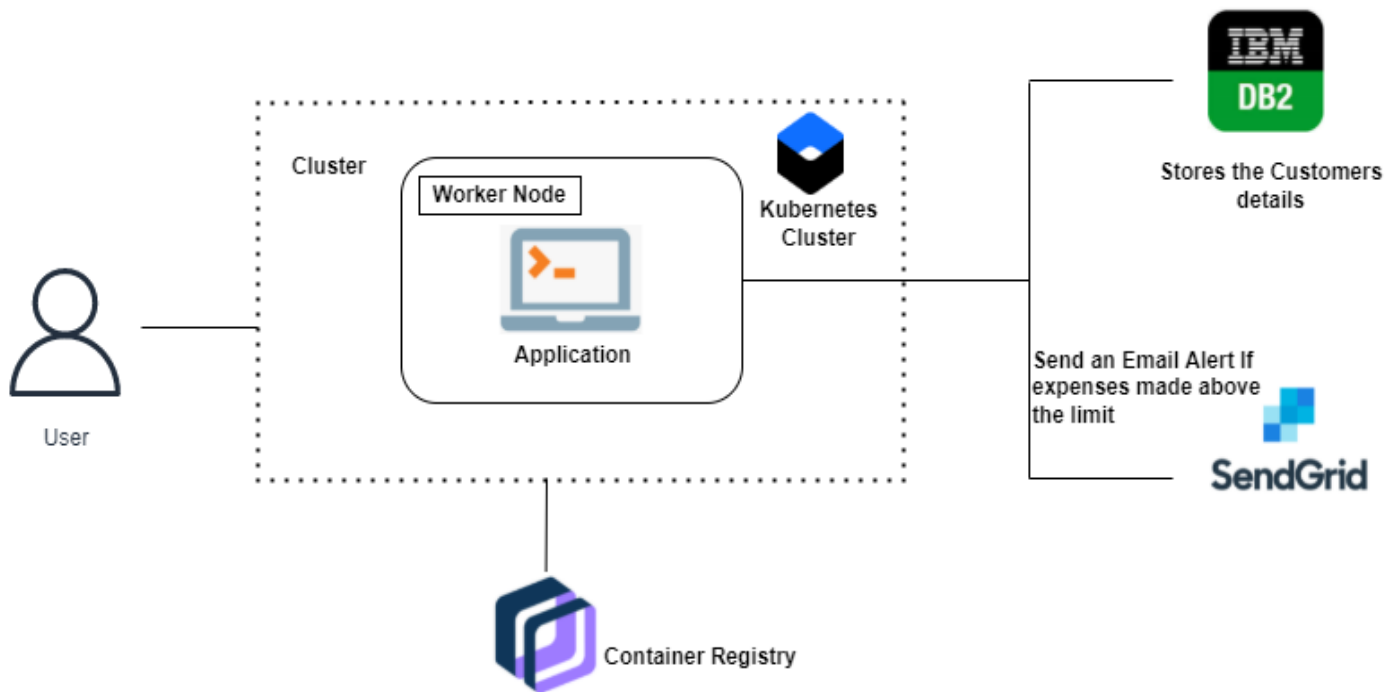 IBM
DB2
Stores the Customers
details
Cluster
Worker Node
Kubernetes
Cluster
Application
User
Send an Email Alert If
expenses made above
the limit
SendGrid
Container Registry